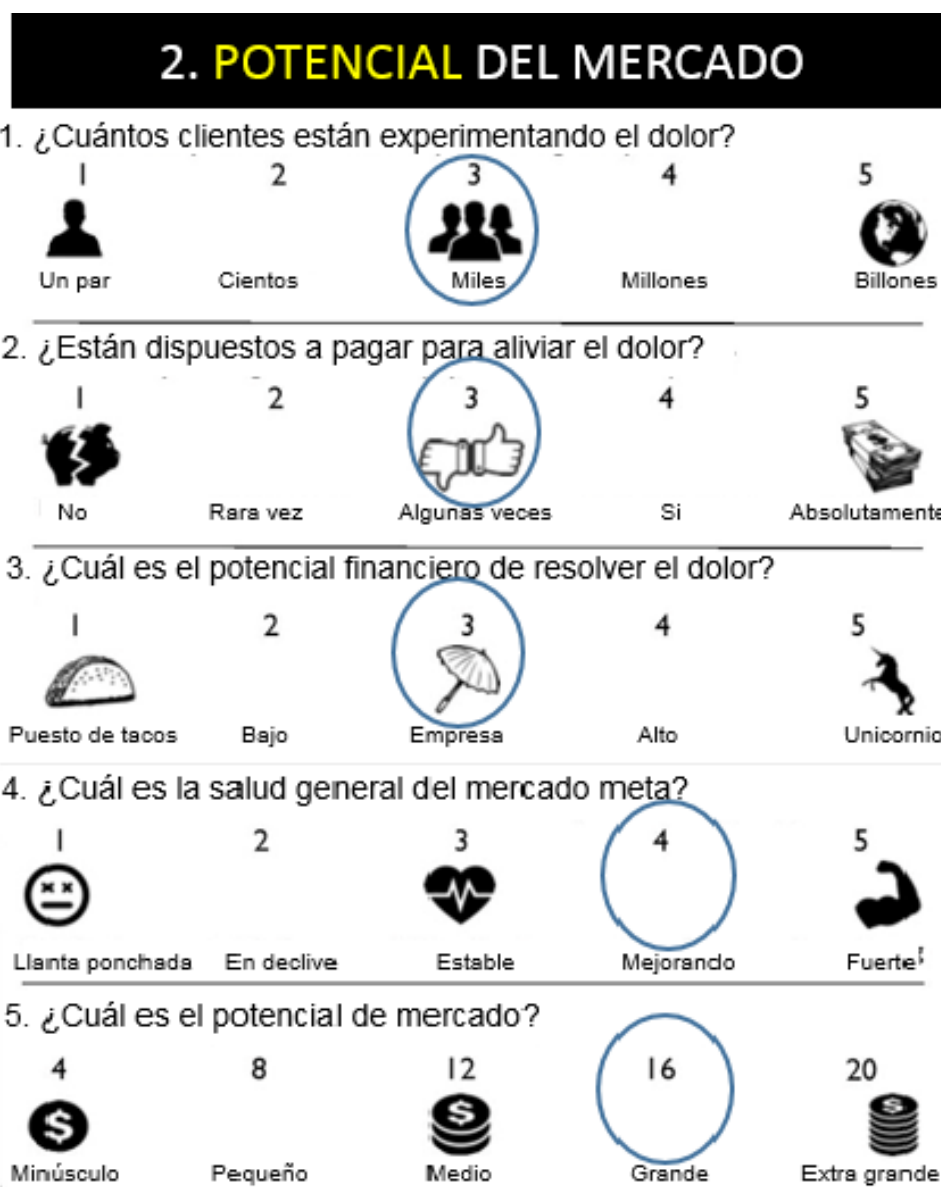 2. POTENCIAL DEL MERCADO
1. ¿Cuántos clientes están experimentando el dolor?
1 2 3 4 5
Un par Cientos Miles Millones Billones
2. ¿Están dispuestos a pagar para aliviar el dolor?
1 2 3 4 5
No Rara vez Algunas veces Si Absolutamente
3. ¿Cuál es el potencial financiero de resolver el dolor?
1 2 3 4 5
Puesto de tacos Bajo Empresa Alto Unicornio
4. ¿Cuál es la salud general del mercado meta?
1 2 3 4 5
Llanta ponchada En declive Estable Mejorando Fuerte
5. ¿Cuál es el potencial de mercado?
4 8 12 16 20
$ $ $
Minúsculo Pequeño Medio Grande Extra grande